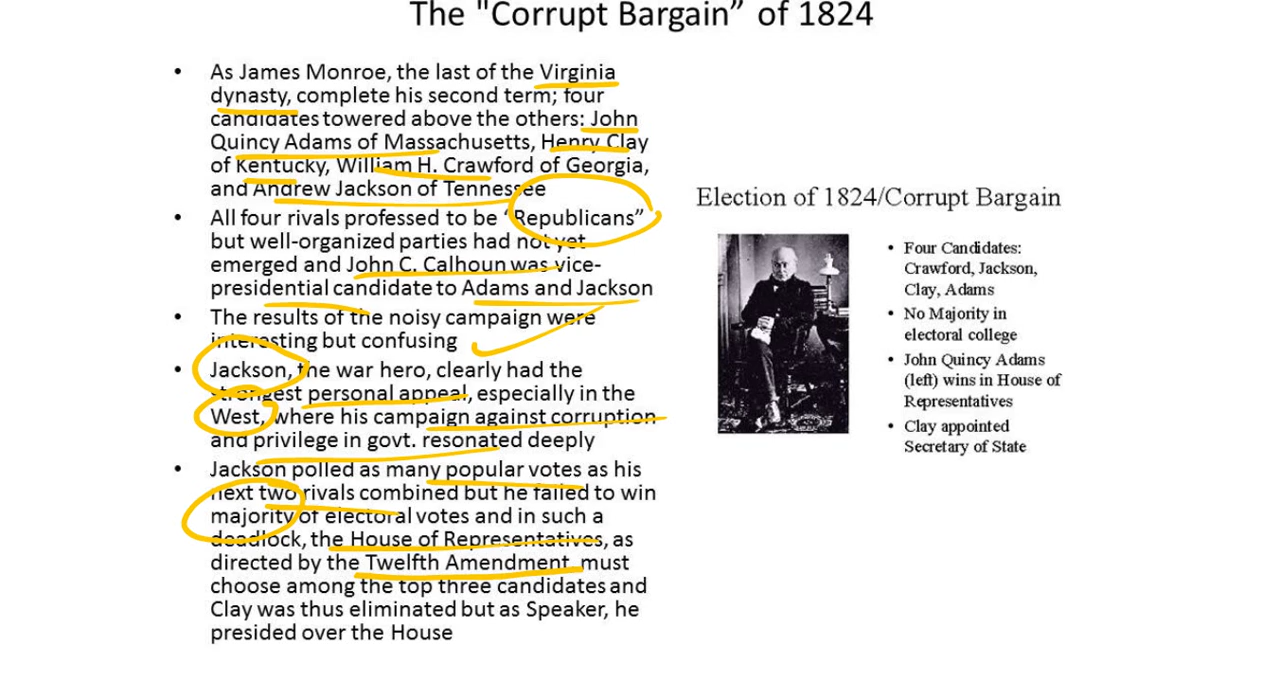 The "Corrupt Bargain” of 1824
• As James Monroe, the last of the Virginia
dynasty, complete his second term; four
candidates towered above the others: John
Quincy Adams of Massachusetts, Henry Clay
of Kentucky, William H. Crawford of Georgia,
and Andrew Jackson of Tennessee
• All four rivals professed to be “Republicans”
but well-organized parties had not yet
emerged and John C. Calhoun was vice-
presidential candidate to Adams and Jackson
• The results of the noisy campaign were
interesting but confusing
• Jackson, the war hero, clearly had the
strongest personal appeal, especially in the
West, where his campaign against corruption
and privilege in govt. resonated deeply
• Jackson polled as many popular votes as his
next two rivals combined but he failed to win
majority of electoral votes and in such a
deadlock, the House of Representatives, as
directed by the Twelfth Amendment, must
choose among the top three candidates and
Clay was thus eliminated but as Speaker, he
presided over the House
Election of 1824/Corrupt Bargain
• Four Candidates:
Crawford, Jackson,
Clay, Adams
• No Majority in
electoral college
• John Quincy Adams
(left) wins in House of
Representatives
• Clay appointed
Secretary of State